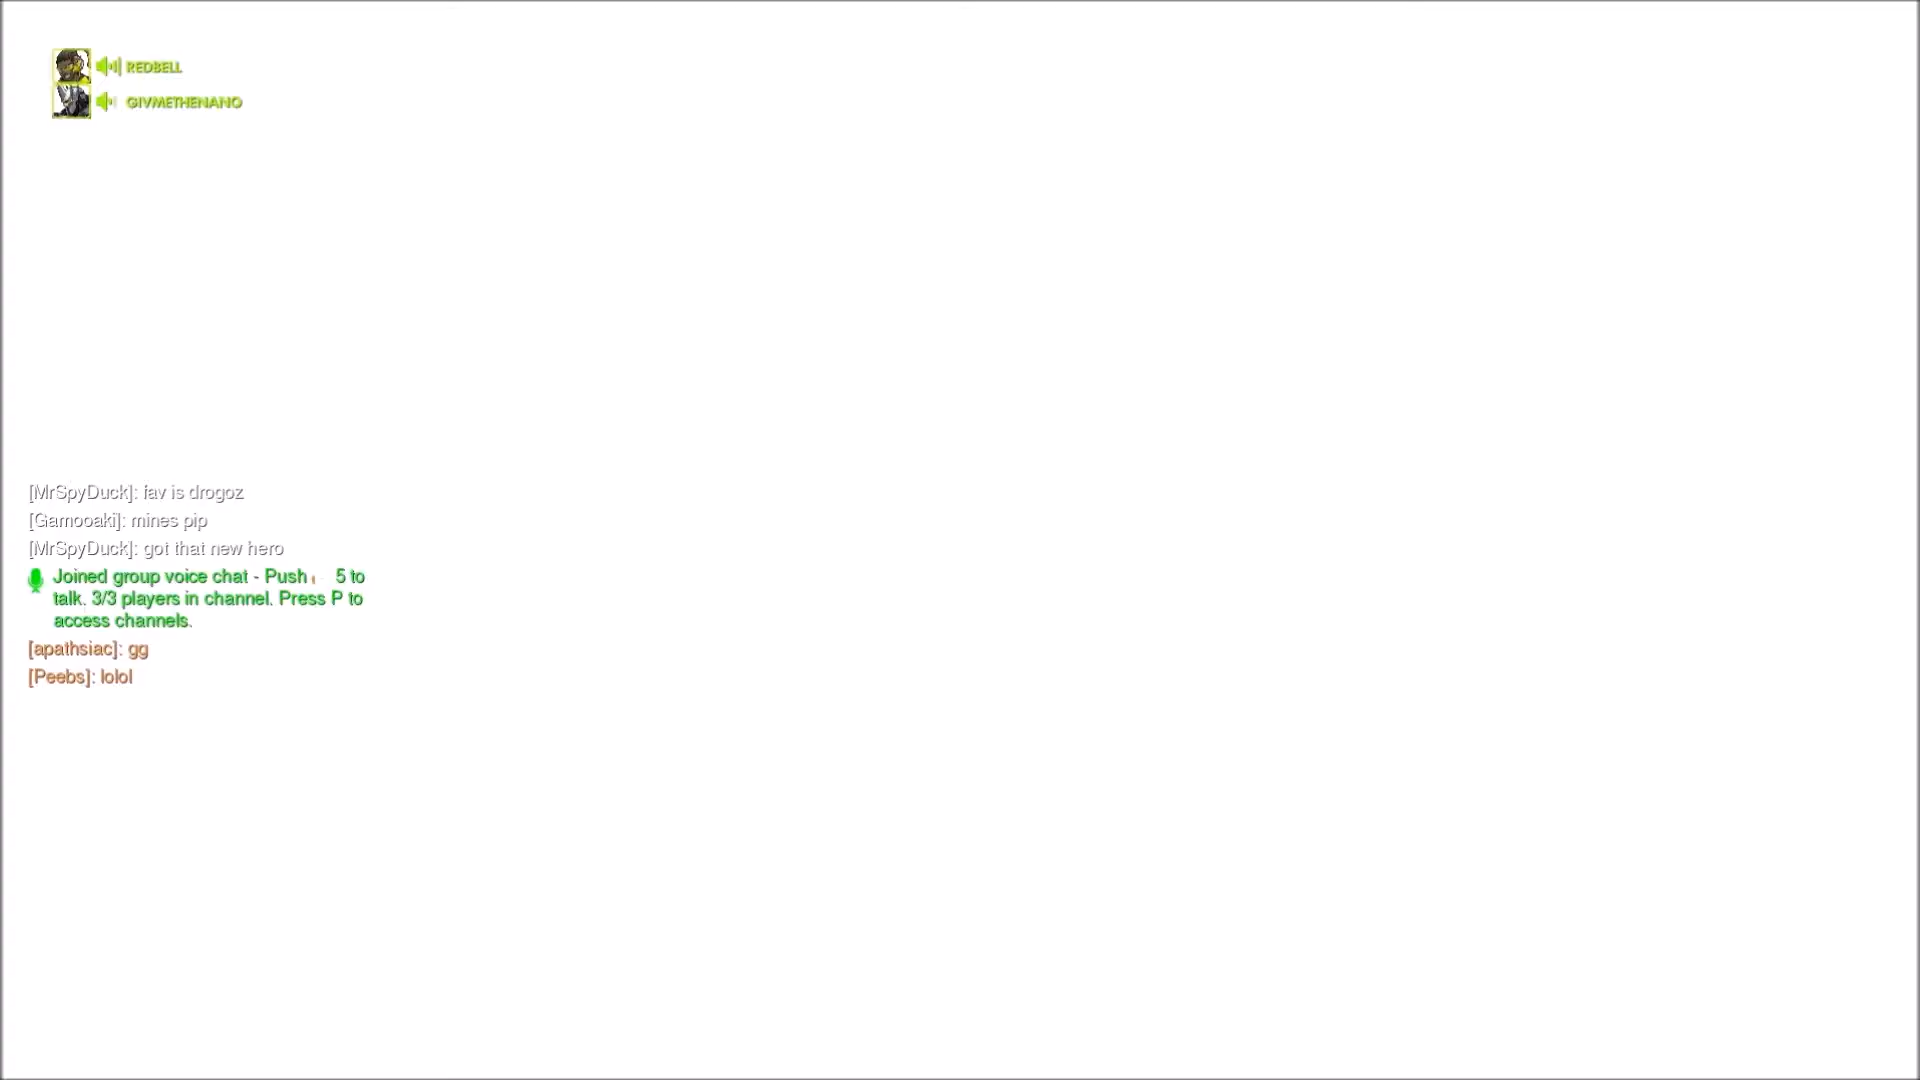 REDBELL
GIVMETHENANO
[MrSpyDuck]: fav is drogoz
[Gamooaki]: mines pip
[MrSpyDuck]: got that new hero
Joined group voice chat - Push 5 to
talk. 3/3 players in channel. Press P to
access channels.
[apathsiac]: gg
[Peebs]: lolol